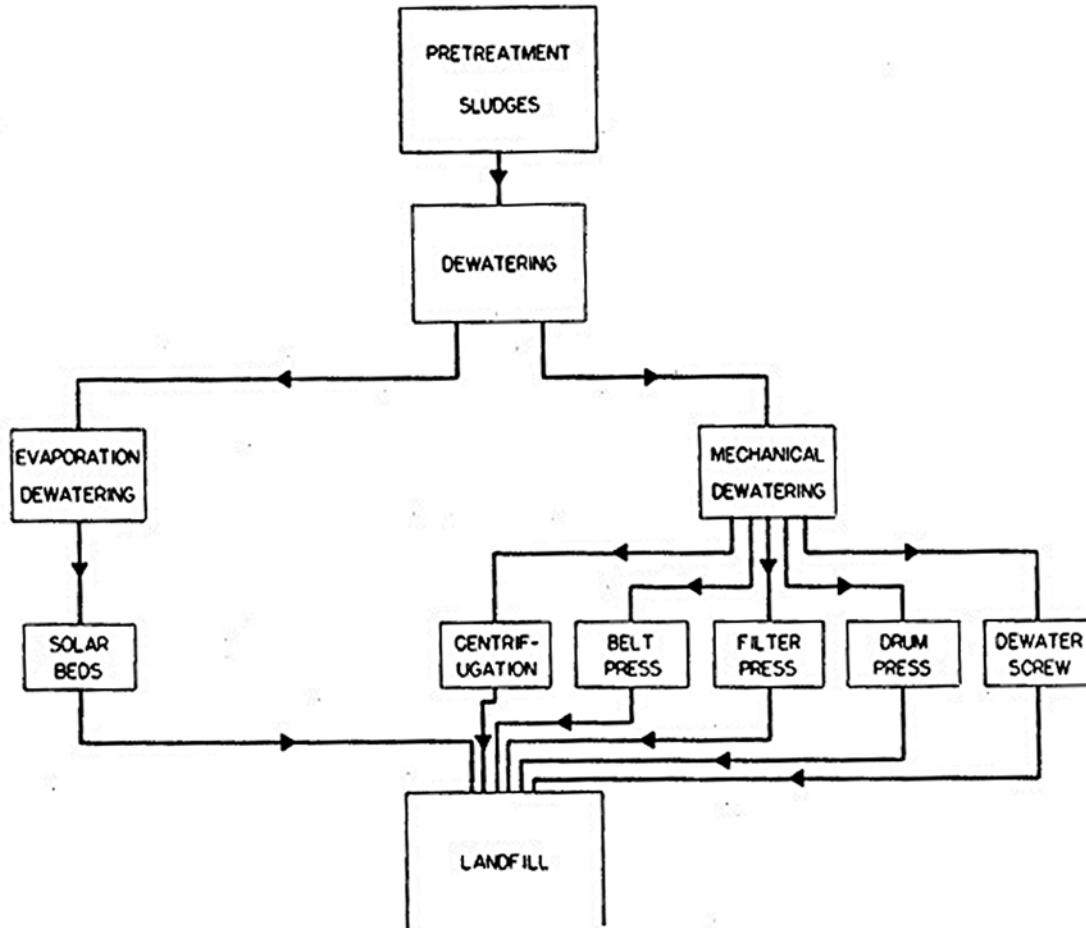 PRETREATMENT
SLUDGES
DEWATERING
EVAPORATION
DEWATERING
MECHANICAL
DEWATERING
SOLAR
BEDS
CENTRIF-
UGATION
BELT
PRESS
FILTER
PRESS
DRUM
PRESS
DEWATER
SCREW
LANDFILL